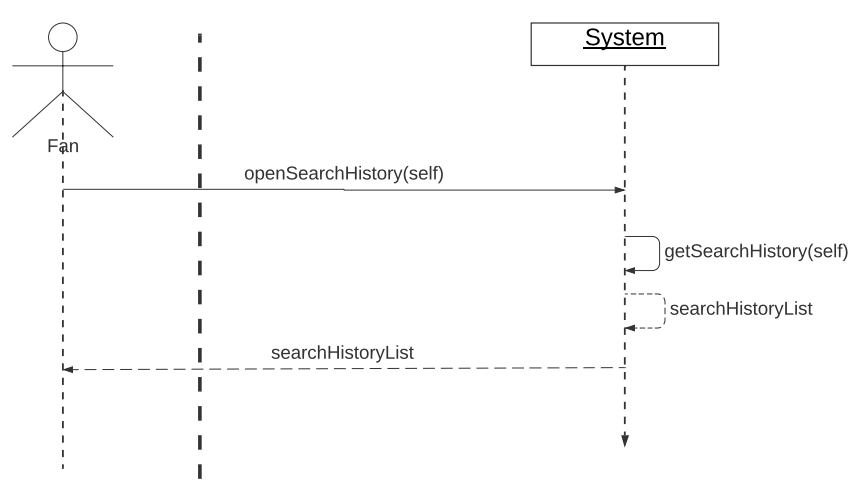 System
Fan
openSearchHistory(self)
getSearchHistory(self)
searchHistoryList
searchHistoryList